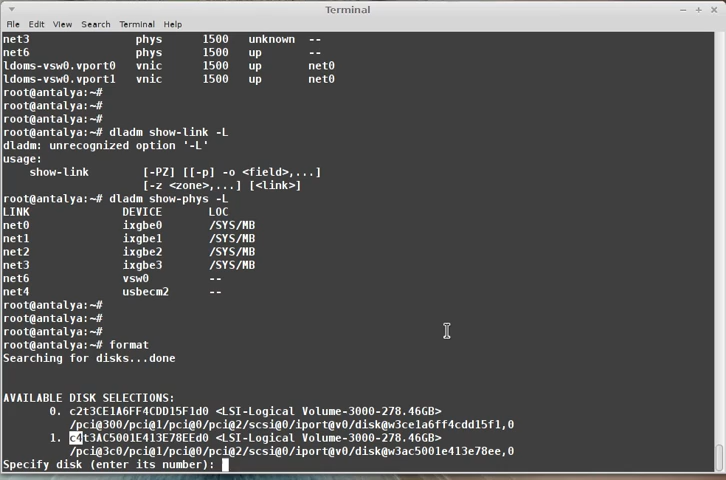 Terminal
File Edit View Search Terminal Help
net3 phys 1500 unknown --
net6 phys 1500 up --
ldoms-vsw0.vport0 vnic 1500 up net0
ldoms-vsw0.vport1 vnic 1500 up net0
root@antalya:~#
root@antalya:~#
root@antalya:~#
root@antalya:~# dladm show-link -L
dladm: unrecognized option '-L'
usage:
show-link [-PZ] [[-p] -o <field>,...]
[-z <zone>,...] [<link>]
root@antalya:~# dladm show-phys -L
LINK DEVICE LOC
net0 ixgbe0 /SYS/MB
net1 ixgbe1 /SYS/MB
net2 ixgbe2 /SYS/MB
net3 ixgbe3 /SYS/MB
net6 vsw0 --
net4 usbecm2 --
root@antalya:~#
root@antalya:~#
root@antalya:~#
root@antalya:~# format
Searching for disks...done
AVAILABLE DISK SELECTIONS:
0. c2t3CE1A6FF4CDD15F1d0 <LSI-Logical Volume-3000-278.46GB>
/pci@300/pci@1/pci@0/pci@2/scsi@0/iport@v0/disk@w3ce1a6ff4cdd15f1,0
1. c4t3AC5001E413E78EEd0 <LSI-Logical Volume-3000-278.46GB>
/pci@3c0/pci@1/pci@0/pci@2/scsi@0/iport@v0/disk@w3ac5001e413e78ee,0
Specify disk (enter its number):